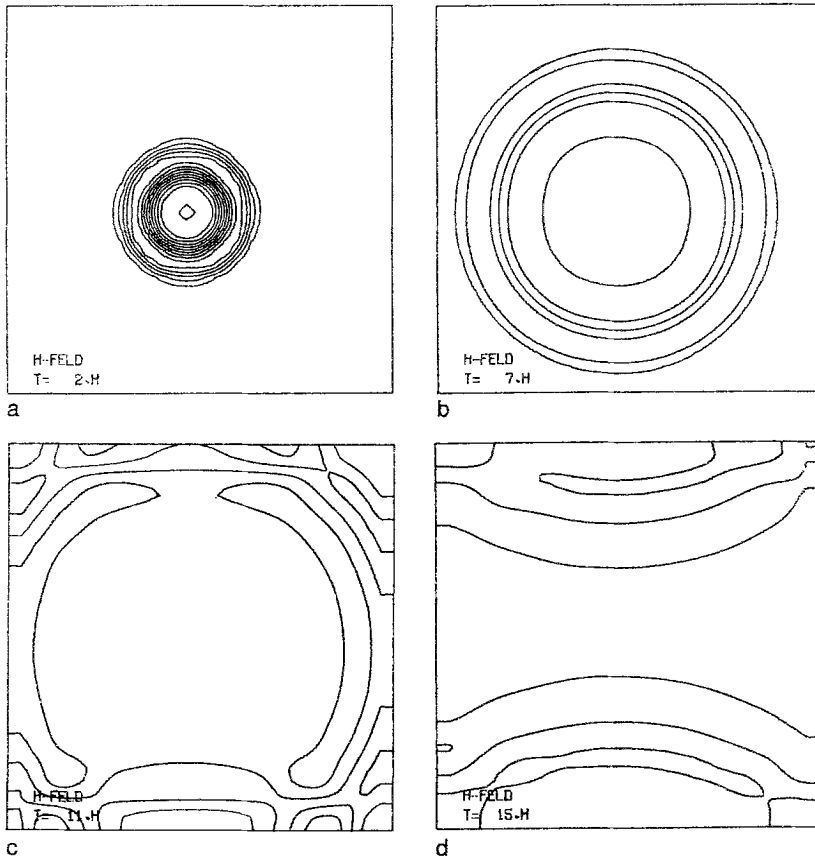 H-FELD
T= 2.H
a
H-FELD
T= 7.H
b
H-FELD
T= 11.H
c
H-FELD
T= 15.H
d